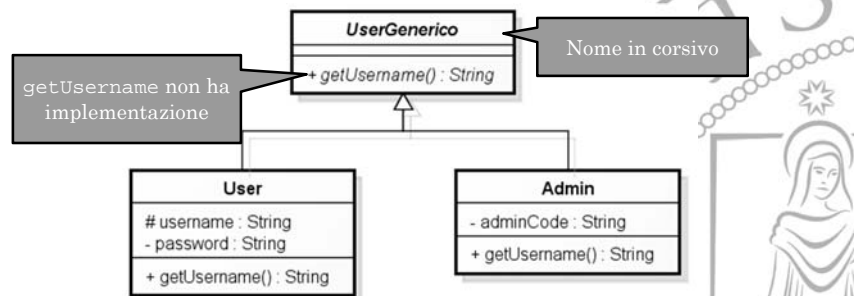 UserGenerico
Nome in corsivo
+ getUsername() : String
getUsername non ha
implementazione
User
# username : String
- password : String
+ getUsername() : String
Admin
- adminCode : String
+ getUsername() : String